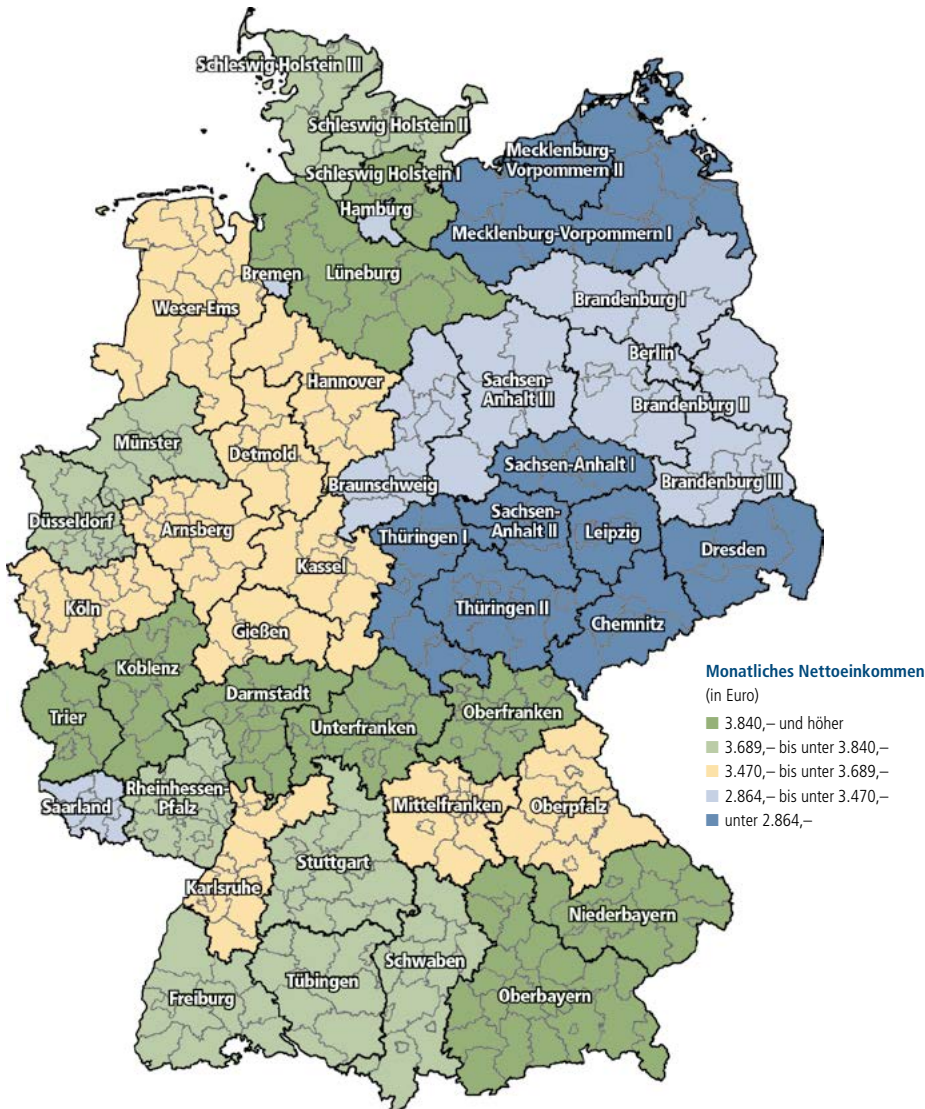 Schleswig Holstein III
Schleswig Holstein II
Mecklenburg-
Vorpommern II
Schleswig Holstein I
Hambürg
Mecklenburg-Vorpommern I
Bremen
Lüneburg
Brandenburg I
Weser-Ems
Berlin
Hannover
Sachsen-
Anhalt III
Brandenburg II
Münster
Detmold
Sachsen-Anhalt I
Braunschweig
Brandenburg III
Düsseldorf
Arnsberg
Sachsen-
Anhalt II
Leipzig
Thüringen I
Dresden
Kassel
Köln
Thüringen II
Chemnitz
Gießen
Koblenz
Darmstadt
Trier
Unterfranken
Oberfranken
Saarland
Rheinhessen-
Pfalz
Mittelfranken
Oberpfalz
Stuttgart
Karlsruhe
Niederbayern
Schwaben
Tübingen
Freiburg
Oberbayern
Monatliches Nettoeinkommen
(in Euro)
3.840,– und höher
3.689,– bis unter 3.840,–
3.470,– bis unter 3.689,–
2.864,– bis unter 3.470,–
unter 2.864,–